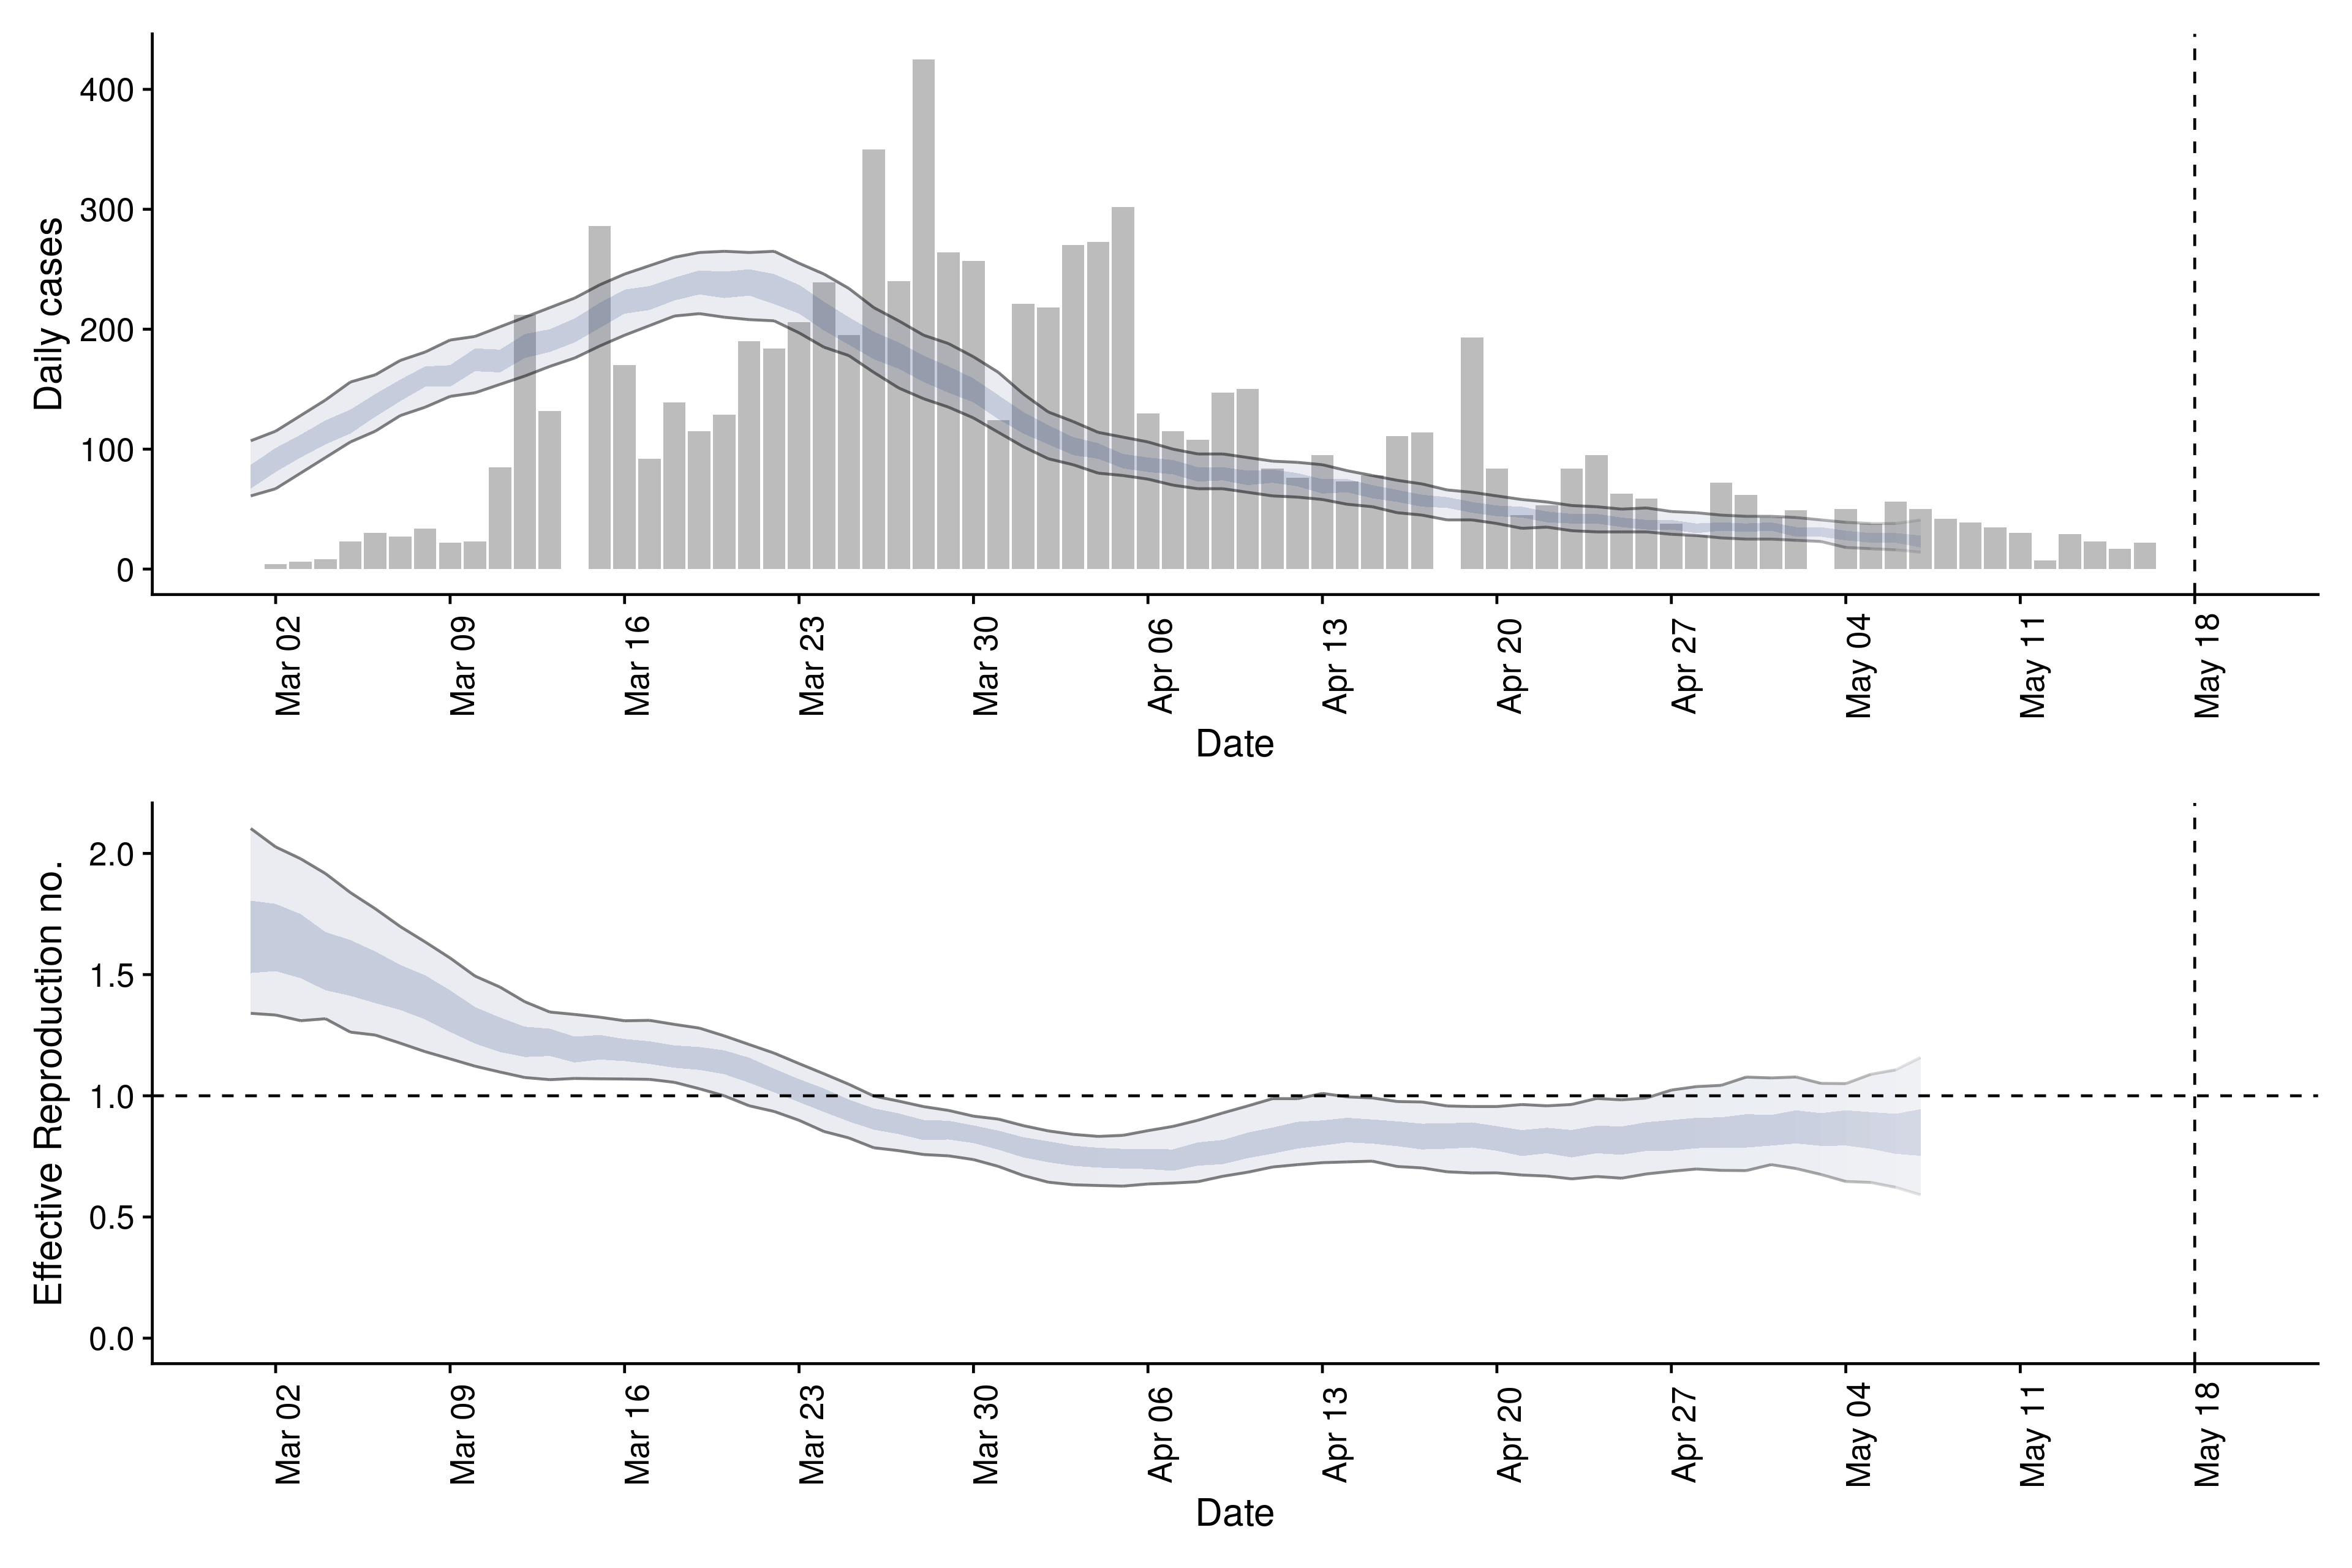 Daily cases
400
300
200
100
0
Mar 02
Mar 09
Mar 16
Mar 23
Mar 30
Apr 06
Apr 13
Apr 20
Apr 27
May 04
May 11
May 18
Date
Effective Reproduction no.
2.0
1.5
1.0
0.5
0.0
Mar 02
Mar 09
Mar 16
Mar 23
Mar 30
Apr 06
Apr 13
Apr 20
Apr 27
May 04
May 11
May 18
Date